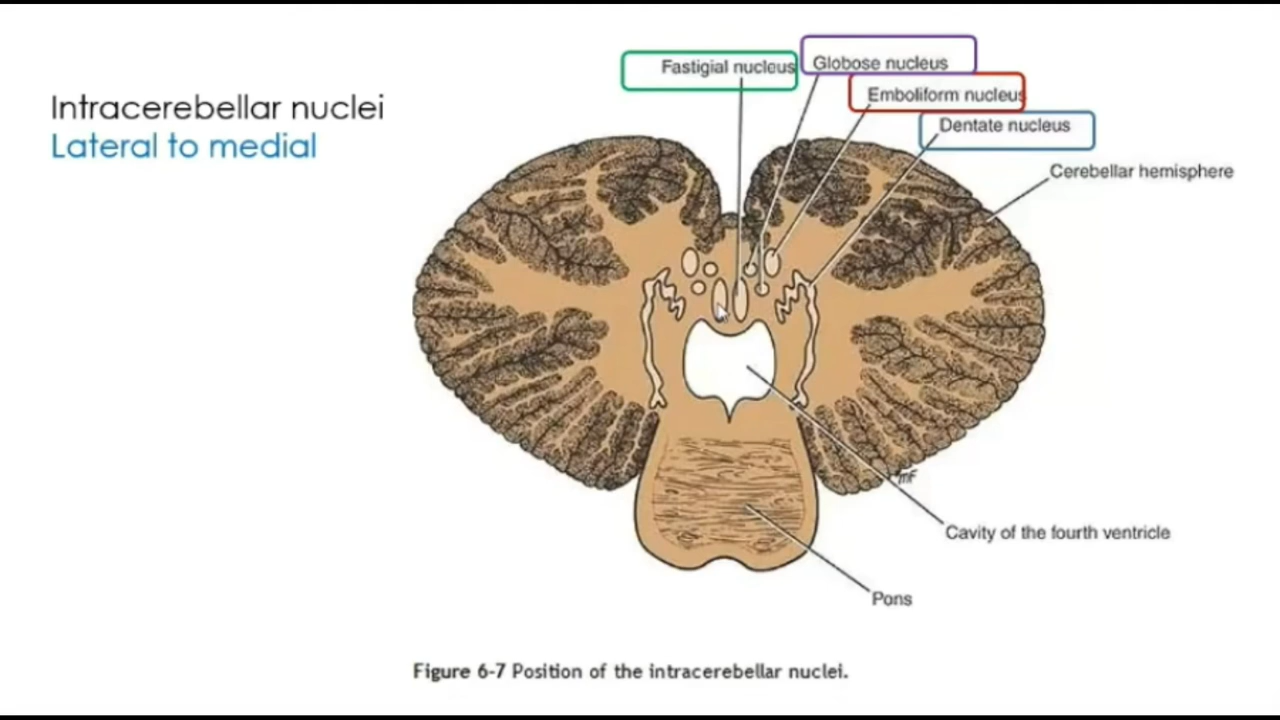 Intracerebellar nuclei
Lateral to medial
Fastigial nucleus
Globose nucleus
Emboliform nucleus
Dentate nucleus
Cerebellar hemisphere
Cavity of the fourth ventricle
Pons
Figure 6-7 Position of the intracerebellar nuclei.